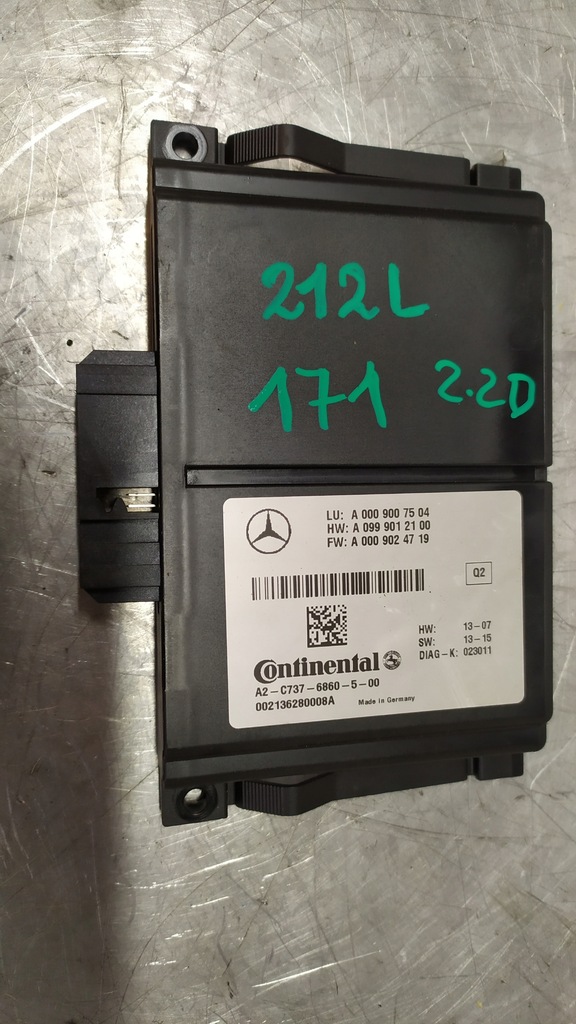 212L
171 2.2D
LU: A 000 900 75 04
HW: A 099 901 21 00
FW: A 000 902 47 19
Q2
HW: 13-07
SW: 13-15
DIAG-K: 023011
Continental
A2-C737-6860-5-00
002136280008A Made in Germany